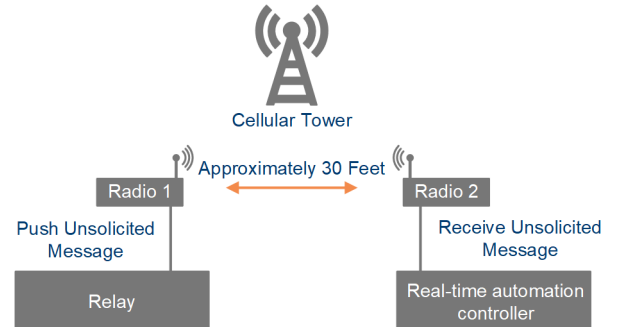 Cellular Tower
Approximately 30 Feet
Radio 1
Radio 2
Push Unsolicited
Message
Receive Unsolicited
Message
Relay
Real-time automation
controller